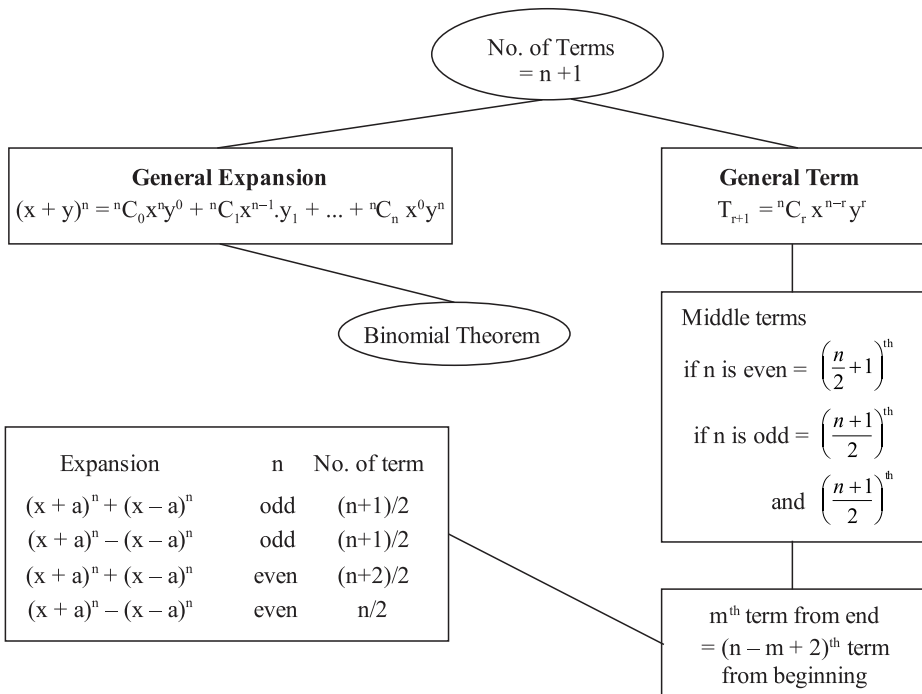 No. of Terms
= n +1
General Expansion
(x + y)ⁿ = ⁿC₀xⁿy⁰ + ⁿC₁xⁿ⁻¹.y₁ + ... + ⁿCₙ x⁰yⁿ
General Term
Tᵣ₊₁ = ⁿCᵣ xⁿ⁻ʳ yʳ
Binomial Theorem
Middle terms
if n is even = (n/2 + 1)ᵗʰ
if n is odd = ((n + 1)/2)ᵗʰ
and ((n + 1)/2)ᵗʰ
Expansion n No. of term
(x + a)ⁿ + (x – a)ⁿ odd (n+1)/2
(x + a)ⁿ – (x – a)ⁿ odd (n+1)/2
(x + a)ⁿ + (x – a)ⁿ even (n+2)/2
(x + a)ⁿ – (x – a)ⁿ even n/2
mᵗʰ term from end
= (n – m + 2)ᵗʰ term
from beginning